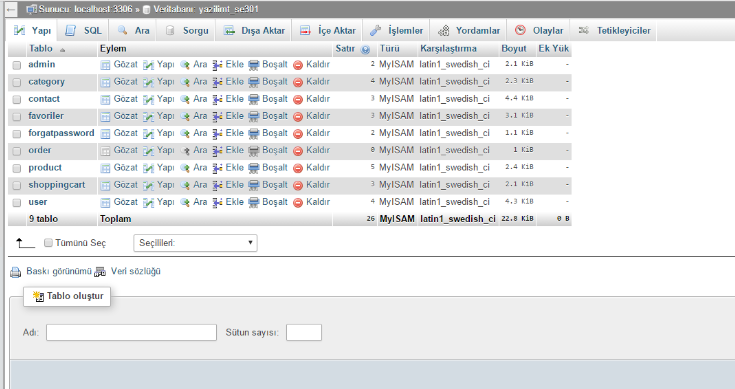 Sunucu: localhost:3306 » Veritabanı: yazilimt_se301
Yapı SQL Ara Sorgu Dışa Aktar İçe Aktar İşlemler Yordamlar Olaylar Tetikleyiciler
Tablo Eylem Satır Türü Karşılaştırma Boyut Ek Yük
admin Gözat Yapı Ara Ekle Boşalt Kaldır 2 MyISAM latin1_swedish_ci 2.1 KiB -
category Gözat Yapı Ara Ekle Boşalt Kaldır 4 MyISAM latin1_swedish_ci 2.3 KiB -
contact Gözat Yapı Ara Ekle Boşalt Kaldır 3 MyISAM latin1_swedish_ci 4.4 KiB -
favoriler Gözat Yapı Ara Ekle Boşalt Kaldır 3 MyISAM latin1_swedish_ci 3.1 KiB -
forgatpassword Gözat Yapı Ara Ekle Boşalt Kaldır 2 MyISAM latin1_swedish_ci 1.1 KiB -
order Gözat Yapı Ara Ekle Boşalt Kaldır 0 MyISAM latin1_swedish_ci 1 KiB -
product Gözat Yapı Ara Ekle Boşalt Kaldır 5 MyISAM latin1_swedish_ci 2.4 KiB -
shoppingcart Gözat Yapı Ara Ekle Boşalt Kaldır 3 MyISAM latin1_swedish_ci 2.1 KiB -
user Gözat Yapı Ara Ekle Boşalt Kaldır 4 MyISAM latin1_swedish_ci 4.3 KiB -
9 tablo Toplam 26 MyISAM latin1_swedish_ci 22.8 KiB 0 B
Tümünü Seç Seçilileri:
Baskı görünümü Veri sözlüğü
Tablo oluştur
Adı: Sütun sayısı: